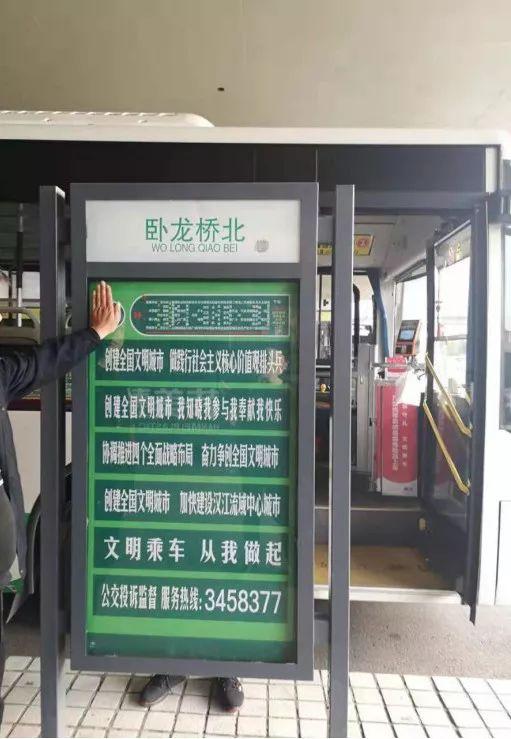 卧龙桥北
WO LONG QIAO BEI
创建全国文明城市 做践行社会主义核心价值观排头兵
创建全国文明城市 我知晓我参与我奉献我快乐
协调推进四个全面战略布局 奋力争创全国文明城市
创建全国文明城市 加快建设汉江流域中心城市
文明乘车 从我做起
公交投诉监督 服务热线:3458377